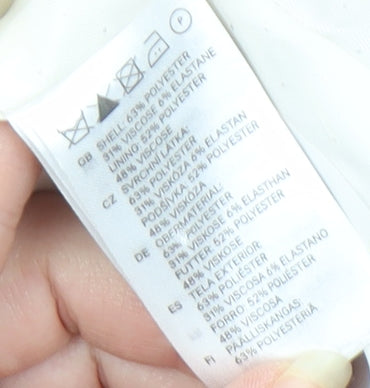 P
GB SHELL 63% POLYESTER
31% VISCOSE 6% ELASTANE
LINING 52% POLYESTER
48% VISCOSE
CZ SVRCHNÍ LÁTKA
63% POLYESTER
31% VISKÓZA 6% ELASTAN
PODŠÍVKA 52% POLYESTER
48% VISKÓZA
DE OBERMATERIAL
63% POLYESTER
31% VISKOSE 6% ELASTHAN
FUTTER 52% POLYESTER
48% VISKOSE
ES TELA EXTERIOR
63% POLIÉSTER
31% VISCOSA 6% ELASTANO
FORRO 52% POLIÉSTER
48% VISCOSA
FI PÄÄLLISKANGAS
63% POLYESTERIÄ